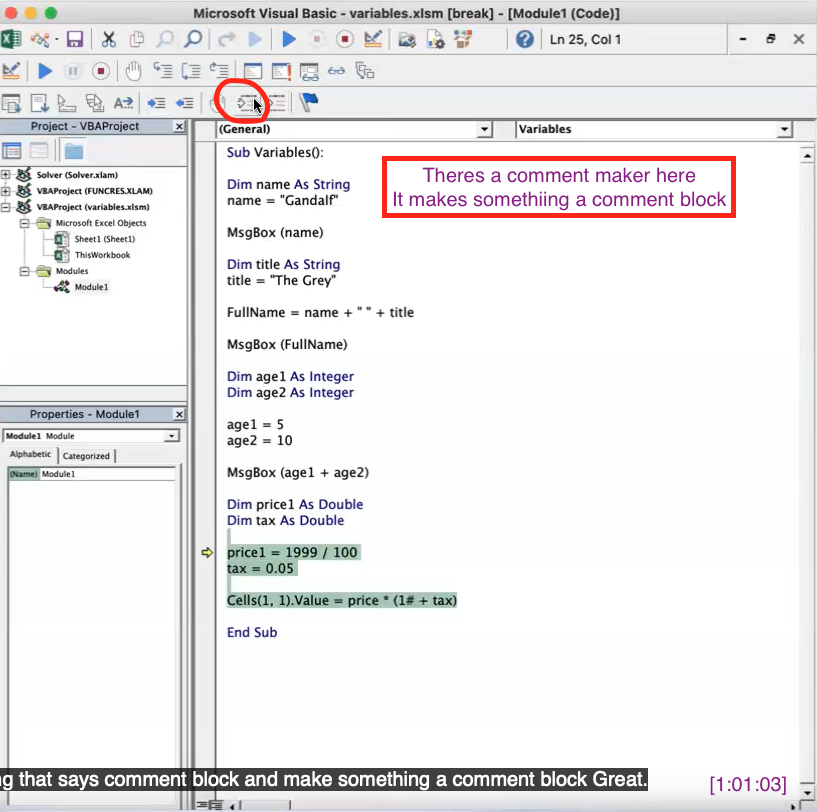 Microsoft Visual Basic - variables.xlsm [break] - [Module1 (Code)]
Ln 25, Col 1
Project - VBAProject
(General)
Variables
Solver (Solver.xlam)
VBAProject (FUNCRES.XLAM)
VBAProject (variables.xlsm)
Microsoft Excel Objects
Sheet1 (Sheet1)
ThisWorkbook
Modules
Module1
Properties - Module1
Module1 Module
Alphabetic
Categorized
(Name) Module1
Sub Variables():
Dim name As String
name = "Gandalf"
MsgBox (name)
Dim title As String
title = "The Grey"
FullName = name + " " + title
MsgBox (FullName)
Dim age1 As Integer
Dim age2 As Integer
age1 = 5
age2 = 10
MsgBox (age1 + age2)
Dim price1 As Double
Dim tax As Double
price1 = 1999 / 100
tax = 0.05
Cells(1, 1).Value = price * (1# + tax)
End Sub
Theres a comment maker here
It makes somethiing a comment block
ng that says comment block and make something a comment block Great.
[1:01:03]